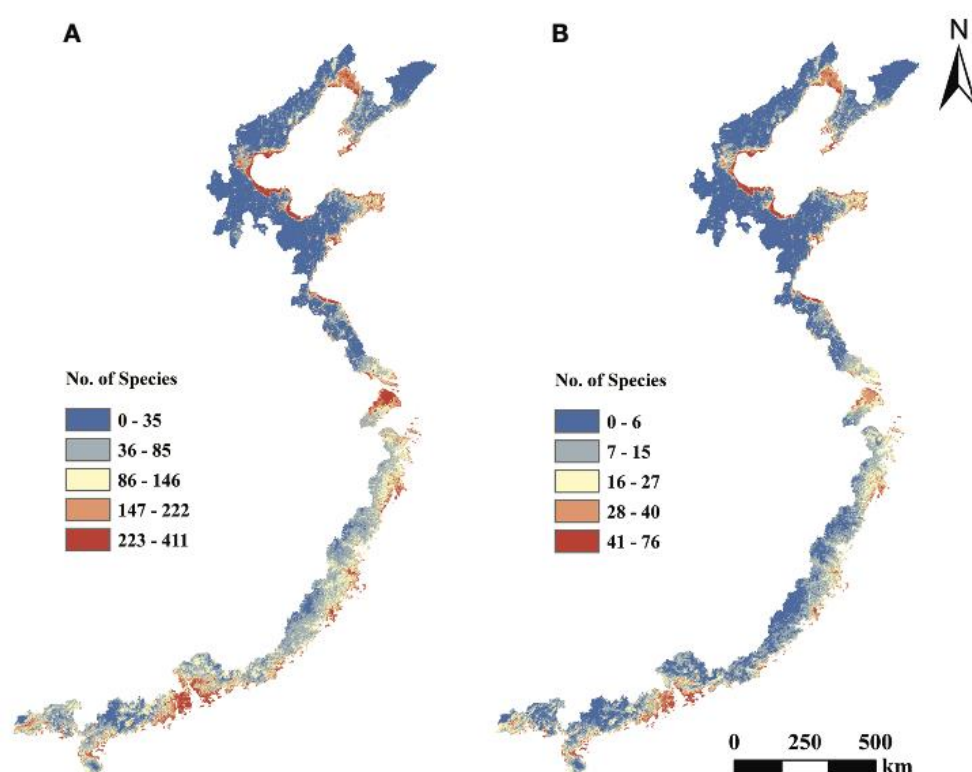 A
B
N
No. of Species
0 - 35
36 - 85
86 - 146
147 - 222
223 - 411
No. of Species
0 - 6
7 - 15
16 - 27
28 - 40
41 - 76
0 250 500
km